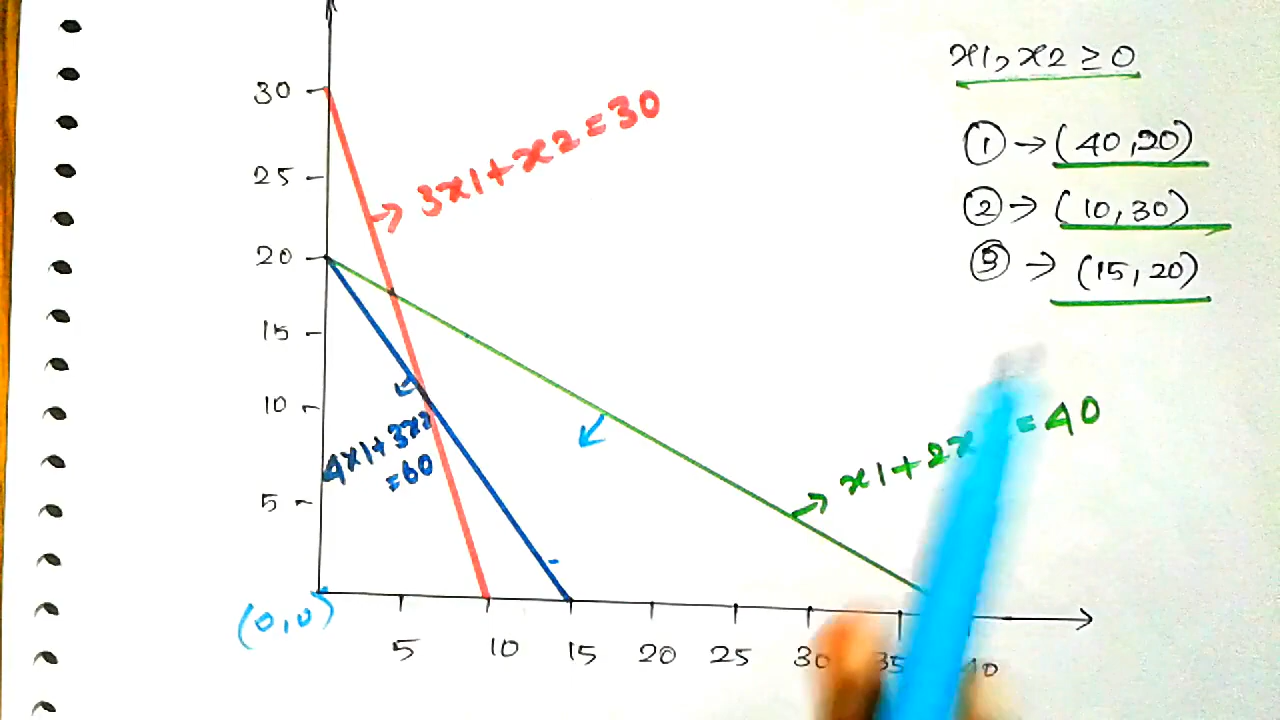 x1, x2 ≥ 0
① → (40,20)
② → (10,30)
③ → (15,20)
30
25
20
15
10
5
3x1+x2=30
4x1+3x2
=60
x1+2x =40
(0,0)
5 10 15 20 25 30 35 40